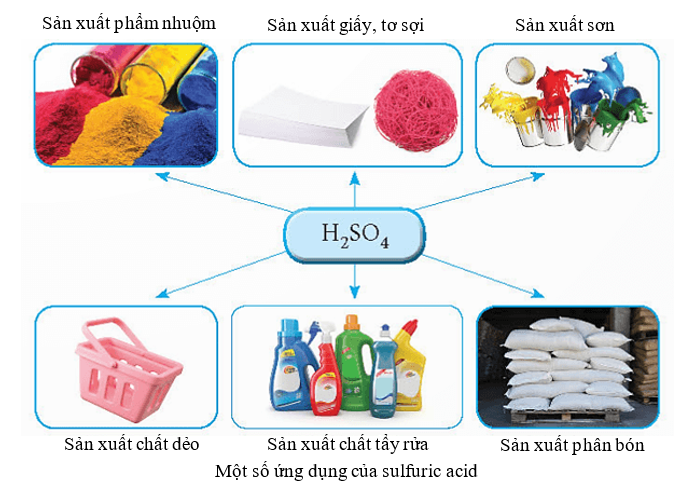 Sản xuất phẩm nhuộm
Sản xuất giấy, tơ sợi
Sản xuất sơn
H₂SO₄
Sản xuất chất dẻo
Sản xuất chất tẩy rửa
Sản xuất phân bón
Một số ứng dụng của sulfuric acid